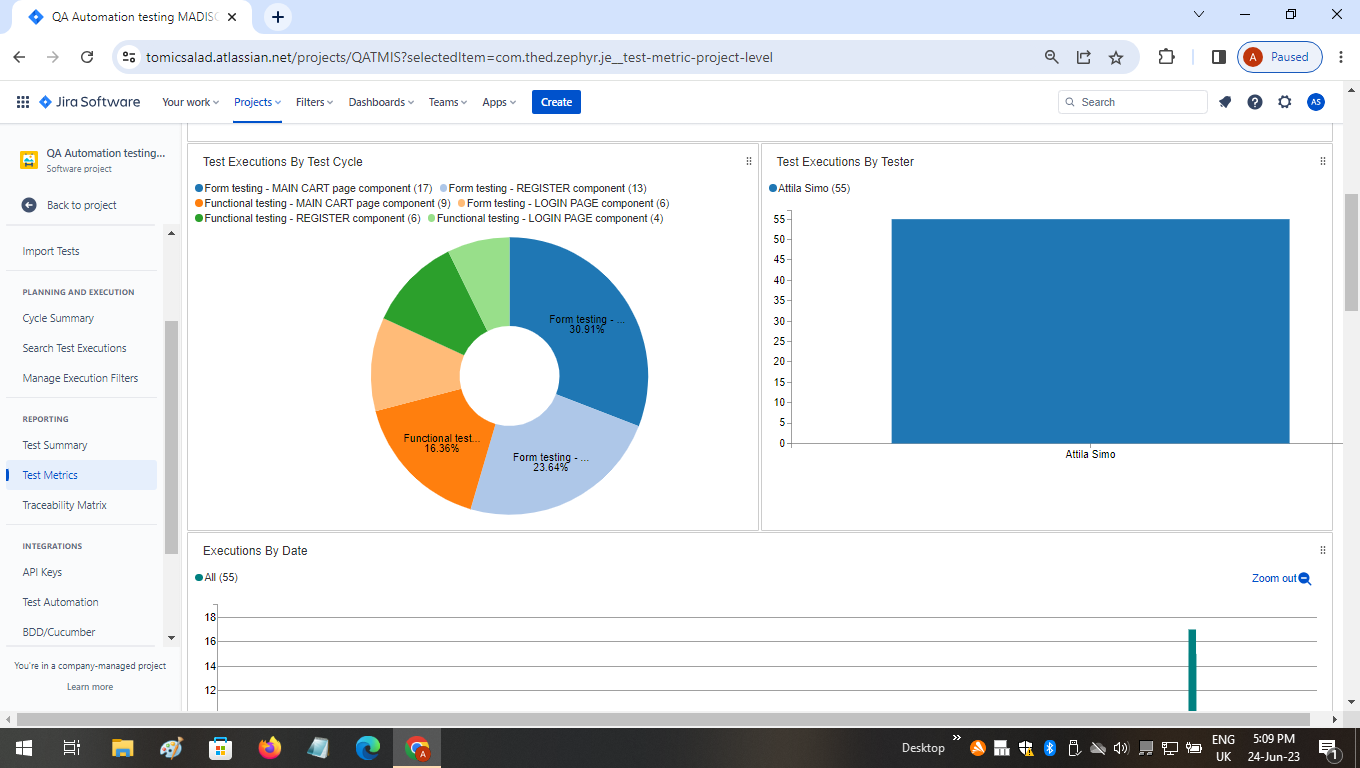 QA Automation testing MADISO
tomicsalad.atlassian.net/projects/QATMIS?selectedItem=com.thed.zephyr.je__test-metric-project-level
A Paused
Jira Software Your work Projects Filters Dashboards Teams Apps Create Search AS
QA Automation testing...
Software project
Back to project
Import Tests
PLANNING AND EXECUTION
Cycle Summary
Search Test Executions
Manage Execution Filters
REPORTING
Test Summary
Test Metrics
Traceability Matrix
INTEGRATIONS
API Keys
Test Automation
BDD/Cucumber
You're in a company-managed project
Learn more
Test Executions By Test Cycle
Form testing - MAIN CART page component (17) Form testing - REGISTER component (13)
Functional testing - MAIN CART page component (9) Form testing - LOGIN PAGE component (6)
Functional testing - REGISTER component (6) Functional testing - LOGIN PAGE component (4)
Form testing - ...
30.91%
Functional test...
16.36%
Form testing - ...
23.64%
Test Executions By Tester
Attila Simo (55)
55
50
45
40
35
30
25
20
15
10
5
0
Attila Simo
Executions By Date
All (55)
Zoom out
18
16
14
12
Desktop
ENG
UK
5:09 PM
24-Jun-23
1